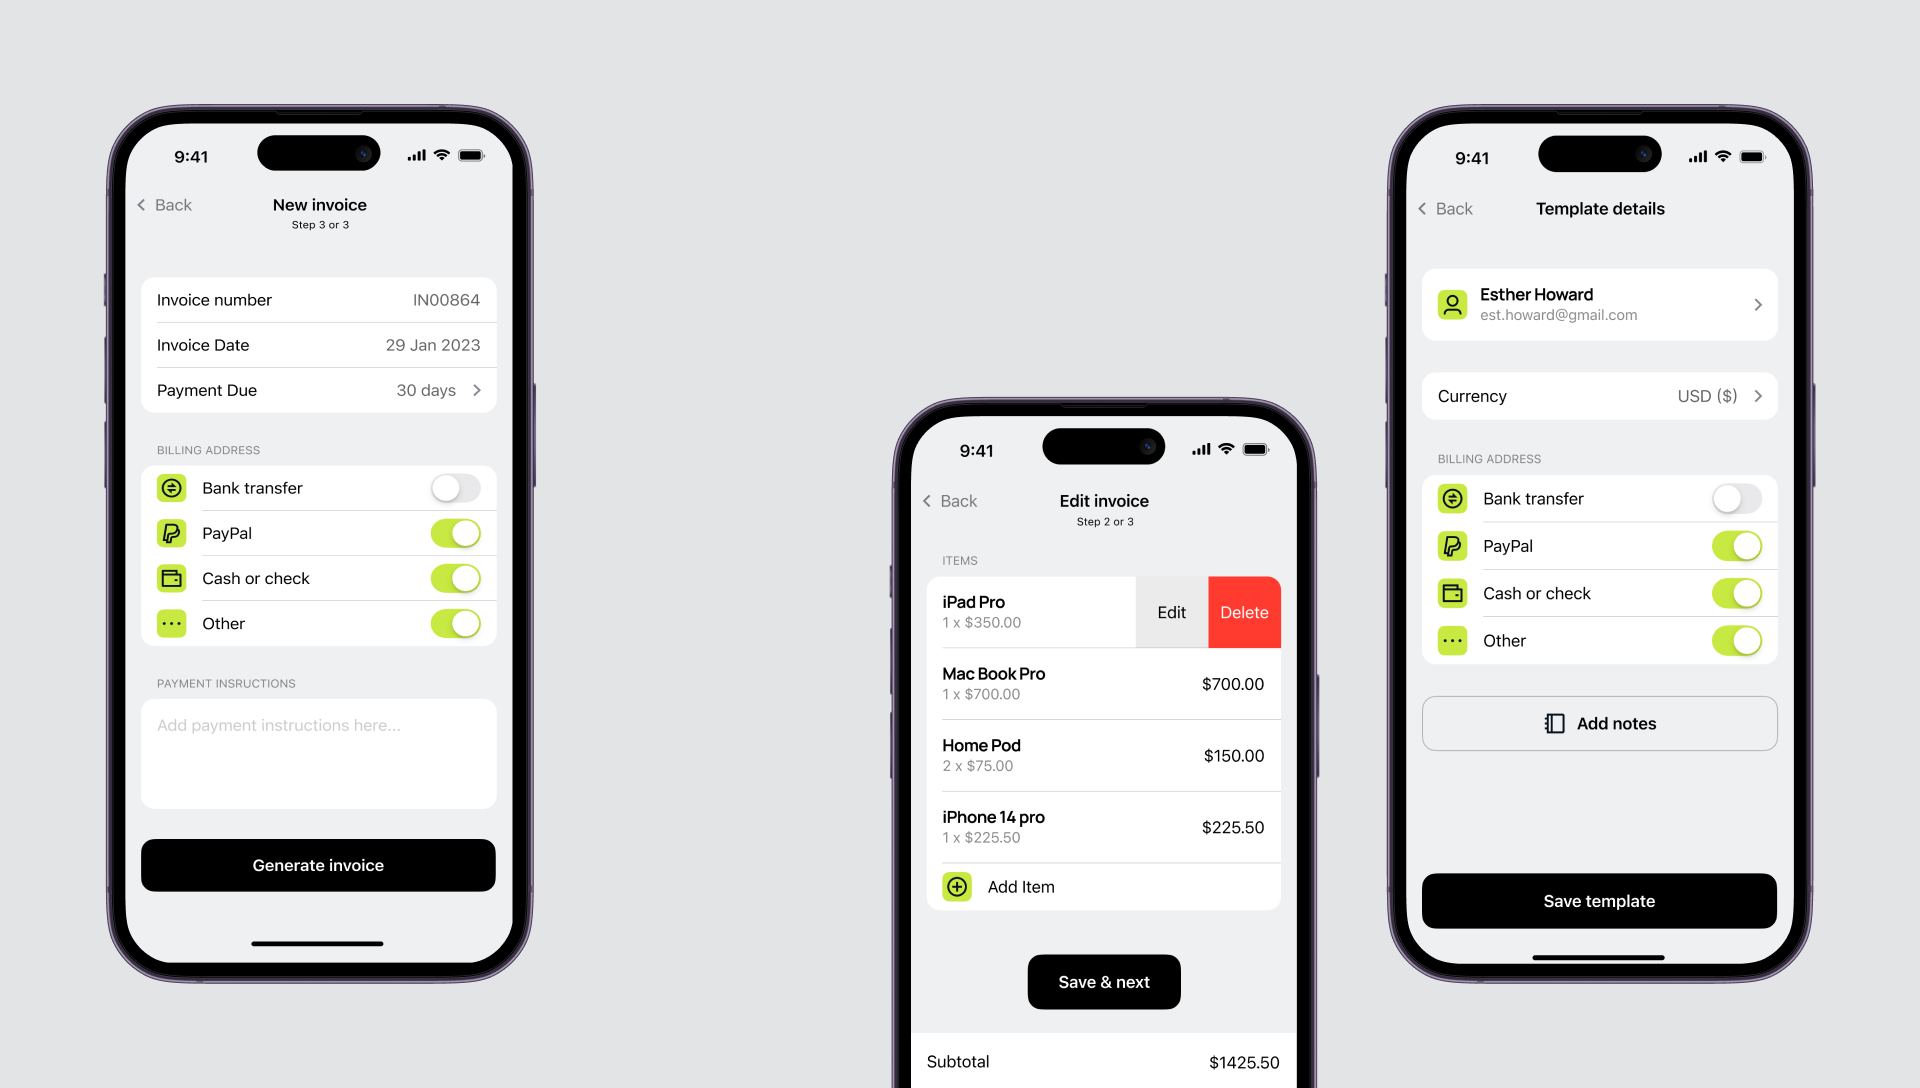 9:41
Back
New invoice
Step 3 or 3
Invoice number IN00864
Invoice Date 29 Jan 2023
Payment Due 30 days
BILLING ADDRESS
Bank transfer
PayPal
Cash or check
Other
PAYMENT INSRUCTIONS
Add payment instructions here...
Generate invoice
9:41
Back
Edit invoice
Step 2 or 3
ITEMS
iPad Pro
1 x $350.00
Edit
Delete
Mac Book Pro
1 x $700.00
$700.00
Home Pod
2 x $75.00
$150.00
iPhone 14 pro
1 x $225.50
$225.50
Add Item
Save & next
Subtotal $1425.50
9:41
Back
Template details
Esther Howard
est.howard@gmail.com
Currency USD ($)
BILLING ADDRESS
Bank transfer
PayPal
Cash or check
Other
Add notes
Save template